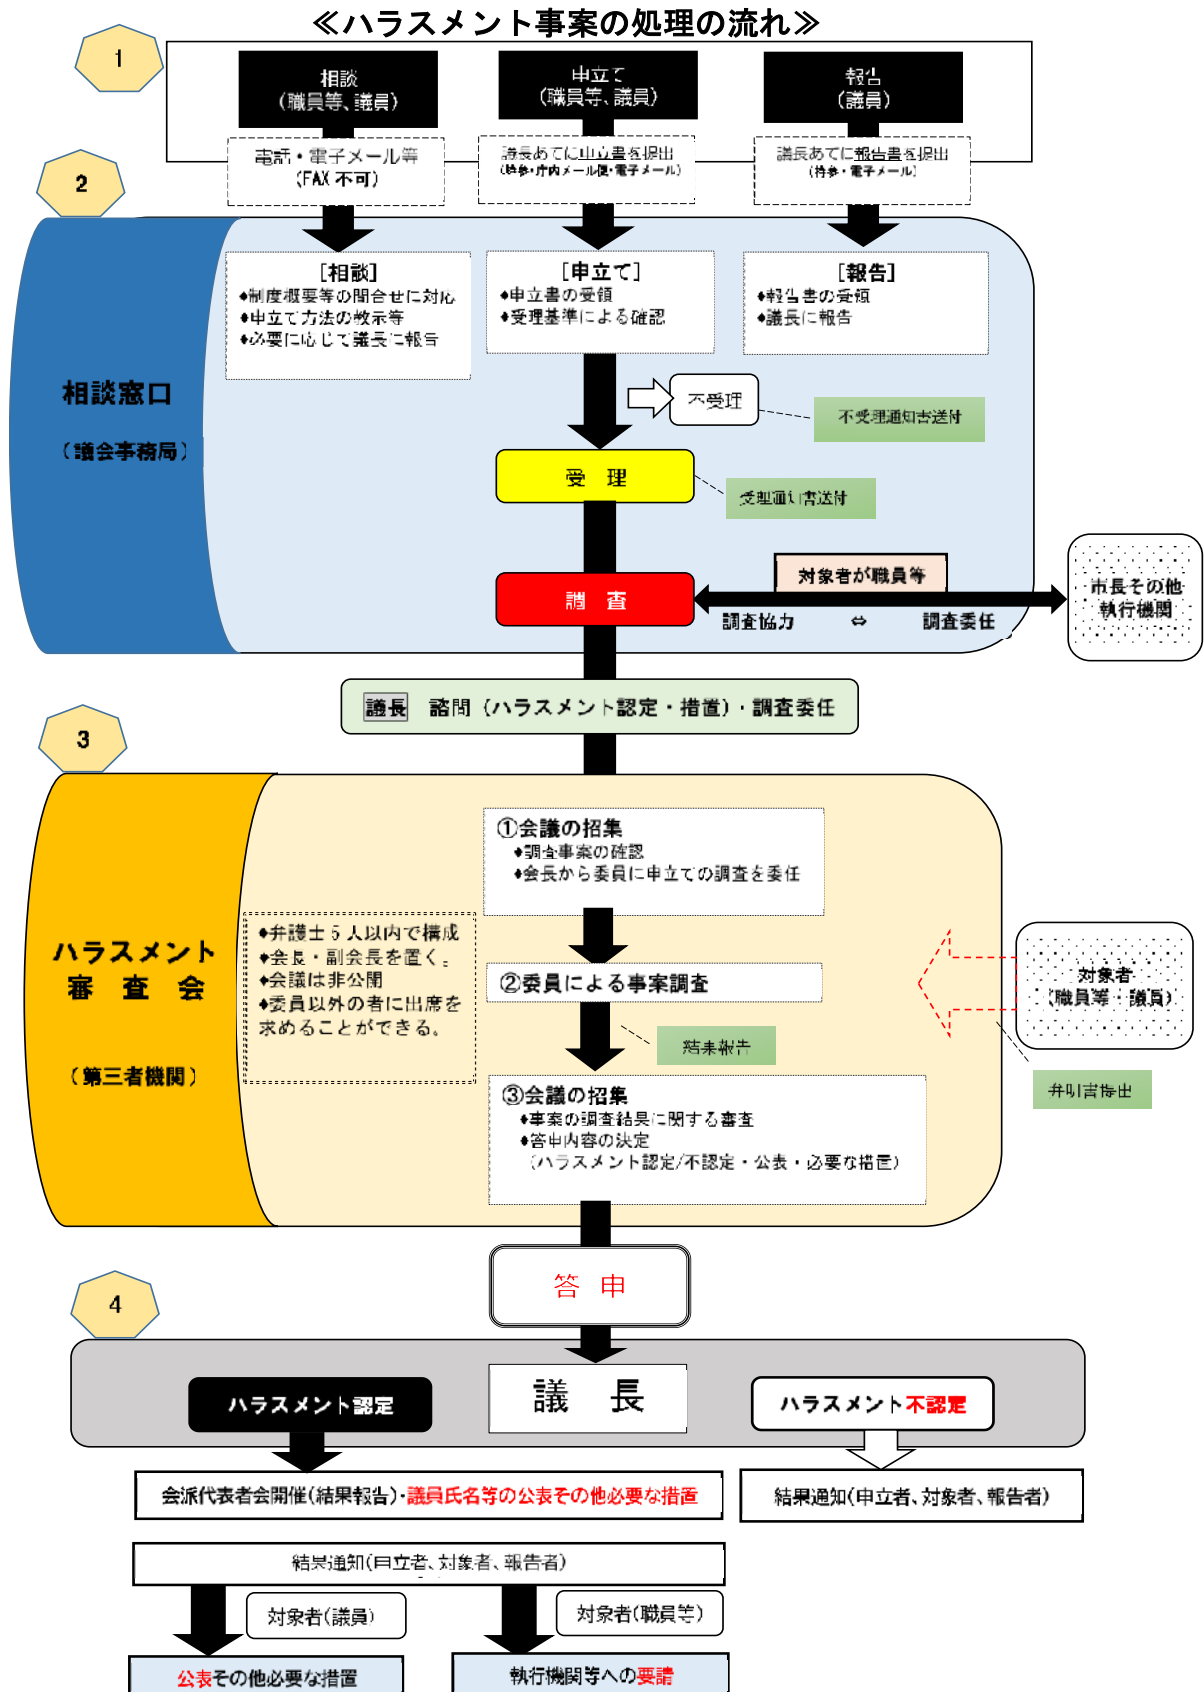 ≪ハラスメント事案の処理の流れ≫
1
相談
(職員等、議員)
申立て
(職員等、議員)
報告
(議員)
電話・電子メール等
(FAX 不可)
議長あてに申立書を提出
(持参・庁内メール便・電子メール)
議長あてに報告書を提出
(持参・電子メール)
2
相談窓口
(議会事務局)
[相談]
◆制度概要等の問合せに対応
◆申立て方法の教示等
◆必要に応じて議長に報告
[申立て]
◆申立書の受領
◆受理基準による確認
[報告]
◆報告書の受領
◆議長に報告
不受理
不受理通知書送付
受 理
受理通知書送付
対象者が職員等
調 査
調査協力 ⇔ 調査委任
市長その他
執行機関
議長 諮問(ハラスメント認定・措置)・調査委任
3
ハラスメント
審 査 会
(第三者機関)
①会議の招集
◆調査事案の確認
◆会長から委員に申立ての調査を委任
◆弁護士5人以内で構成
◆会長・副会長を置く。
◆会議は非公開
◆委員以外の者に出席を
求めることができる。
②委員による事案調査
結果報告
対象者
(職員等・議員)
弁明書提出
③会議の招集
◆事案の調査結果に関する審査
◆答申内容の決定
(ハラスメント認定/不認定・公表・必要な措置)
答 申
4
議 長
ハラスメント認定
ハラスメント不認定
会派代表者会開催(結果報告)・議員氏名等の公表その他必要な措置
結果通知(申立者、対象者、報告者)
結果通知(申立者、対象者、報告者)
対象者(議員)
対象者(職員等)
公表その他必要な措置
執行機関等への要請